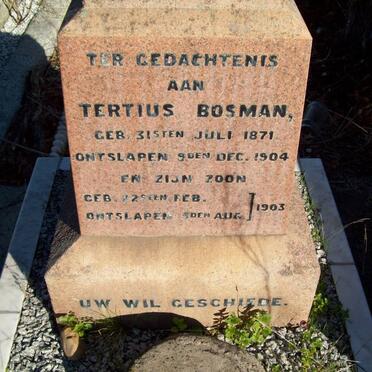 TER GEDACHTENIS
AAN
TERTIUS BOSMAN,
GEB. 31STEN JULI 1871.
ONTSLAPEN 9DEN DEC. 1904
EN ZIJN ZOON
GEB. 22STEN FEB. ] 1903
ONTSLAPEN 5DEN AUG.
UW WIL GESCHIEDE.